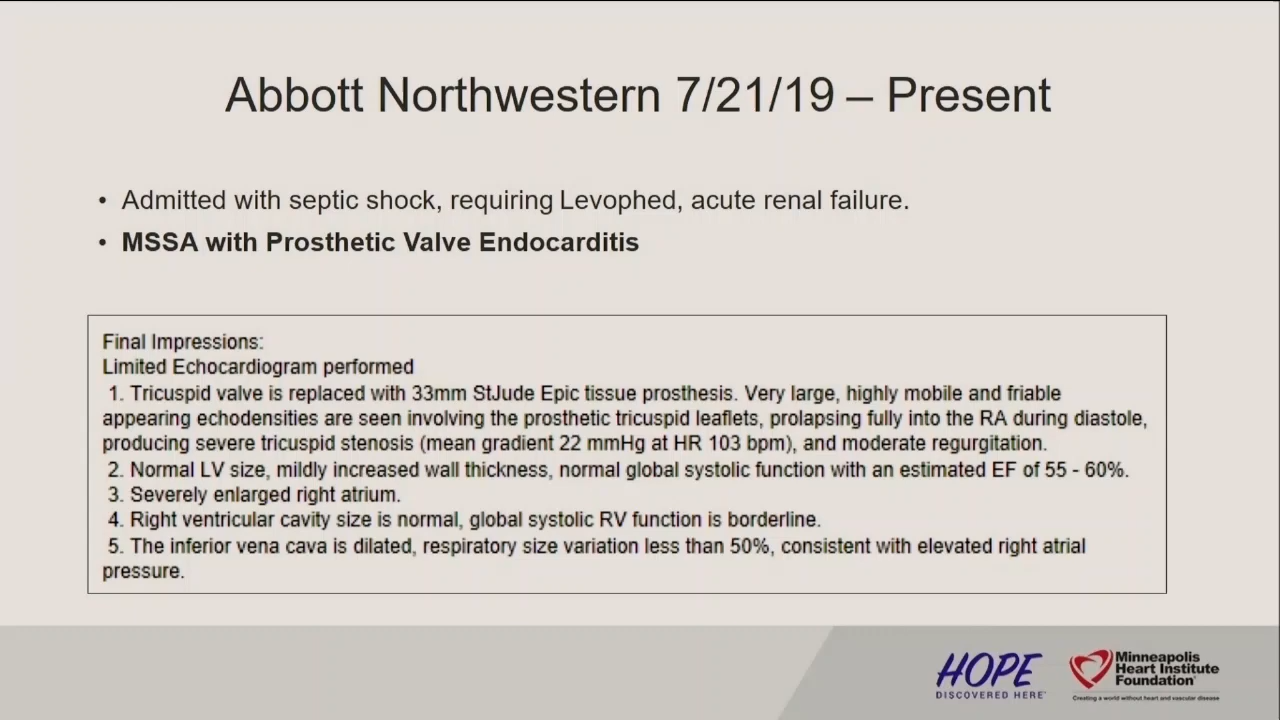 Abbott Northwestern 7/21/19 – Present
• Admitted with septic shock, requiring Levophed, acute renal failure.
• MSSA with Prosthetic Valve Endocarditis
Final Impressions:
Limited Echocardiogram performed
1. Tricuspid valve is replaced with 33mm StJude Epic tissue prosthesis. Very large, highly mobile and friable
appearing echodensities are seen involving the prosthetic tricuspid leaflets, prolapsing fully into the RA during diastole,
producing severe tricuspid stenosis (mean gradient 22 mmHg at HR 103 bpm), and moderate regurgitation.
2. Normal LV size, mildly increased wall thickness, normal global systolic function with an estimated EF of 55 - 60%.
3. Severely enlarged right atrium.
4. Right ventricular cavity size is normal, global systolic RV function is borderline.
5. The inferior vena cava is dilated, respiratory size variation less than 50%, consistent with elevated right atrial
pressure.
HOPE
DISCOVERED HERE™
Minneapolis
Heart Institute
Foundation®
Creating a world without heart and vascular disease